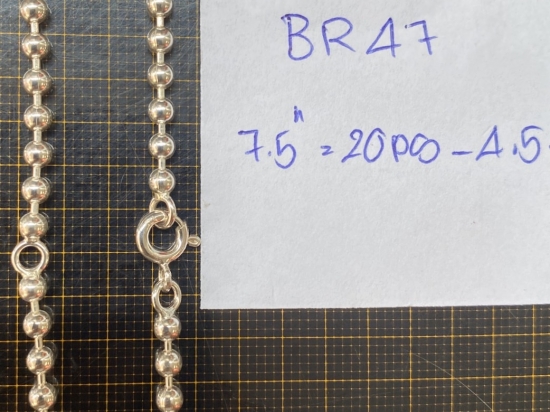 BR47
7.5" = 20pcs - 4.5